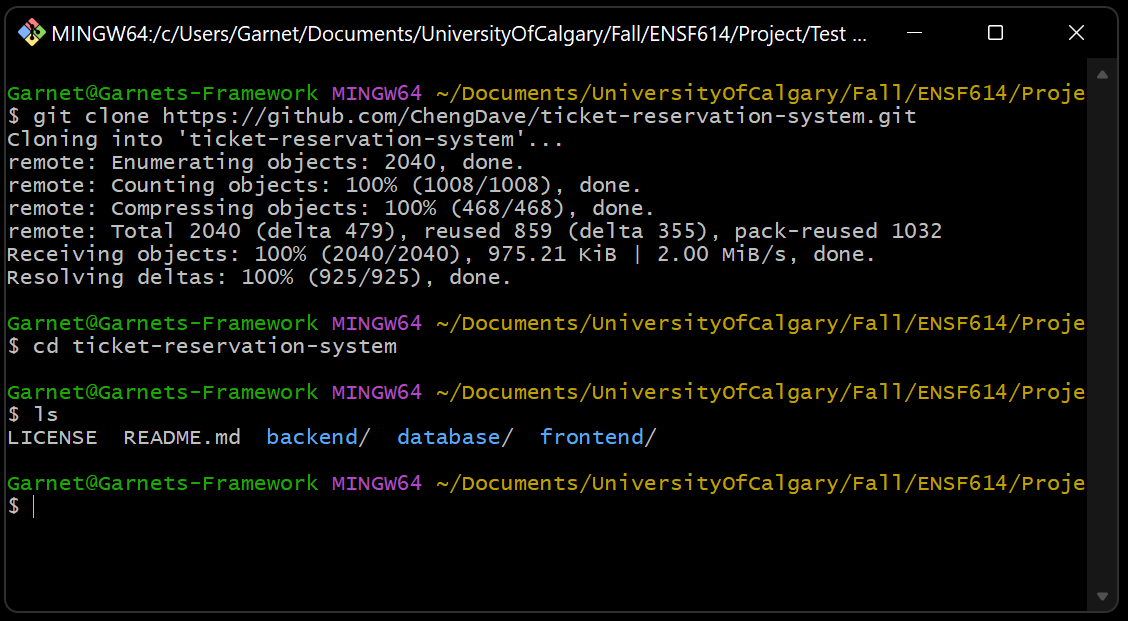 MINGW64:/c/Users/Garnet/Documents/UniversityOfCalgary/Fall/ENSF614/Project/Test ...
Garnet@Garnets-Framework MINGW64 ~/Documents/UniversityOfCalgary/Fall/ENSF614/Proje
$ git clone https://github.com/ChengDave/ticket-reservation-system.git
Cloning into 'ticket-reservation-system'...
remote: Enumerating objects: 2040, done.
remote: Counting objects: 100% (1008/1008), done.
remote: Compressing objects: 100% (468/468), done.
remote: Total 2040 (delta 479), reused 859 (delta 355), pack-reused 1032
Receiving objects: 100% (2040/2040), 975.21 KiB | 2.00 MiB/s, done.
Resolving deltas: 100% (925/925), done.
Garnet@Garnets-Framework MINGW64 ~/Documents/UniversityOfCalgary/Fall/ENSF614/Proje
$ cd ticket-reservation-system
Garnet@Garnets-Framework MINGW64 ~/Documents/UniversityOfCalgary/Fall/ENSF614/Proje
$ ls
LICENSE  README.md  backend/  database/  frontend/
Garnet@Garnets-Framework MINGW64 ~/Documents/UniversityOfCalgary/Fall/ENSF614/Proje
$